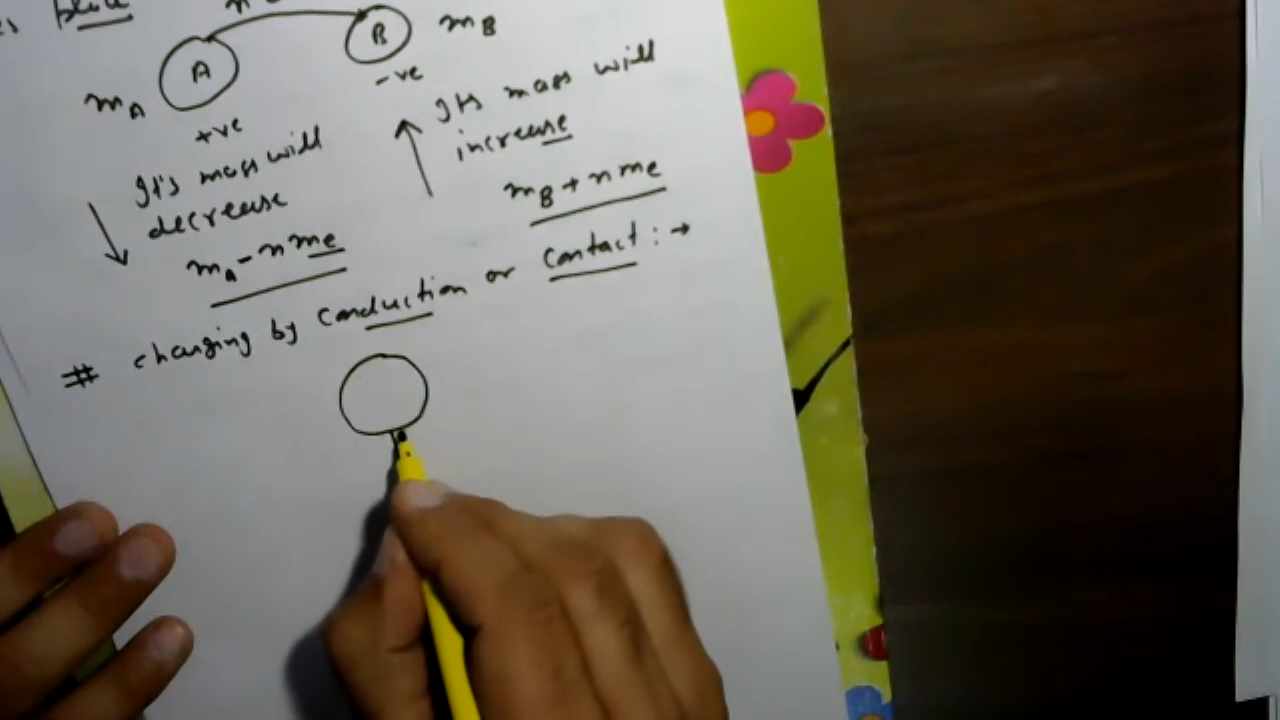 A
B
mB
mA
+ve
-ve
It's mass will
decrease
mA - nme
Its mass will
increase
mB + nme
# charging by Conduction or Contact : →